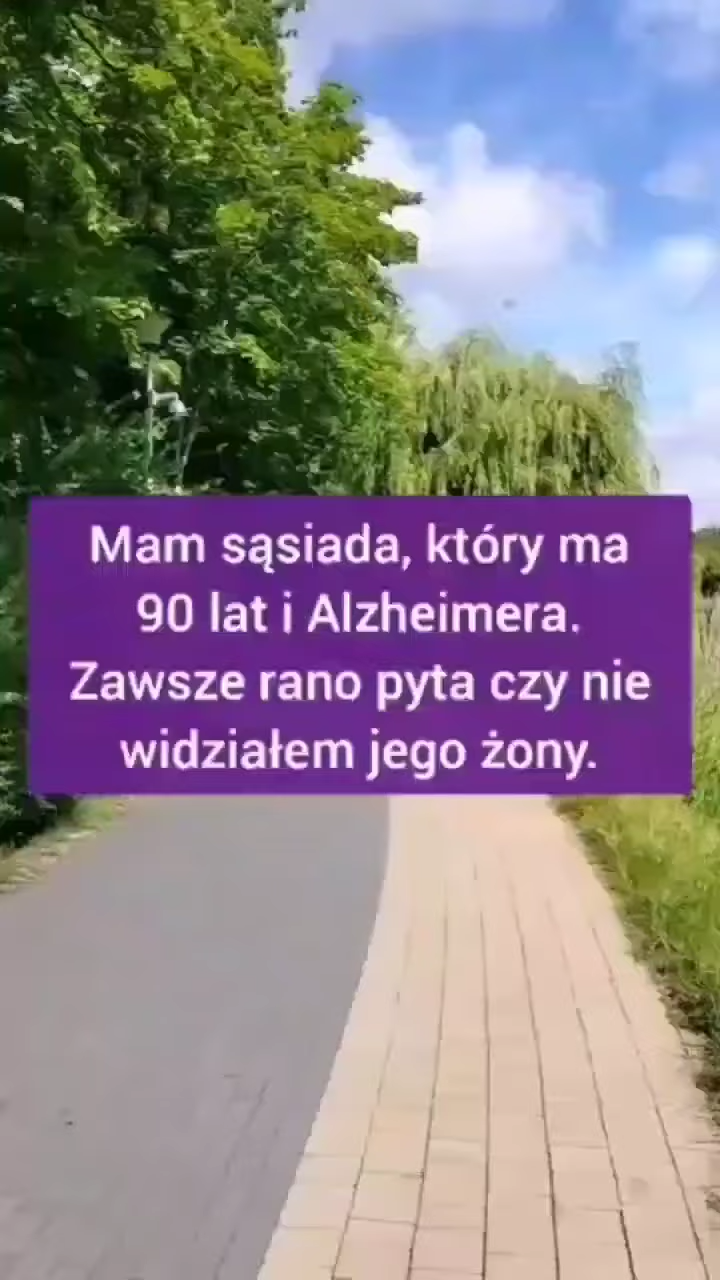 Mam sąsiada, który ma
90 lat i Alzheimera.
Zawsze rano pyta czy nie
widziałem jego żony.